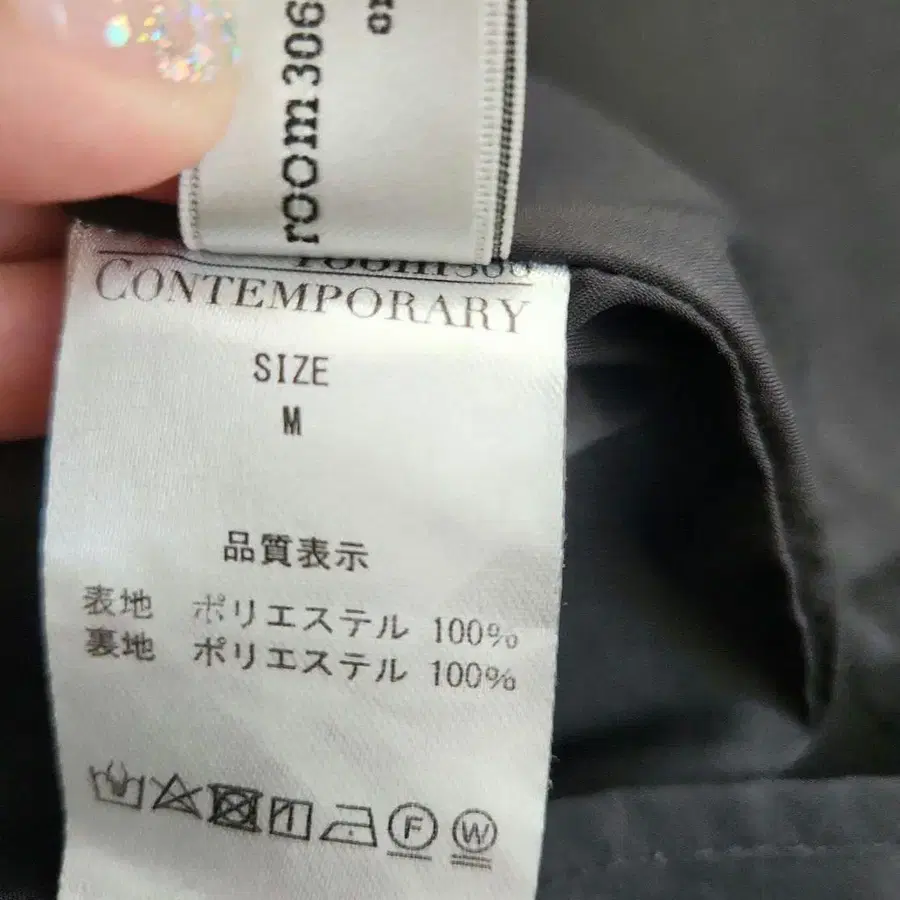 room306
CONTEMPORARY
SIZE
M
品質表示
表地 ポリエステル 100%
裏地 ポリエステル 100%
F
W